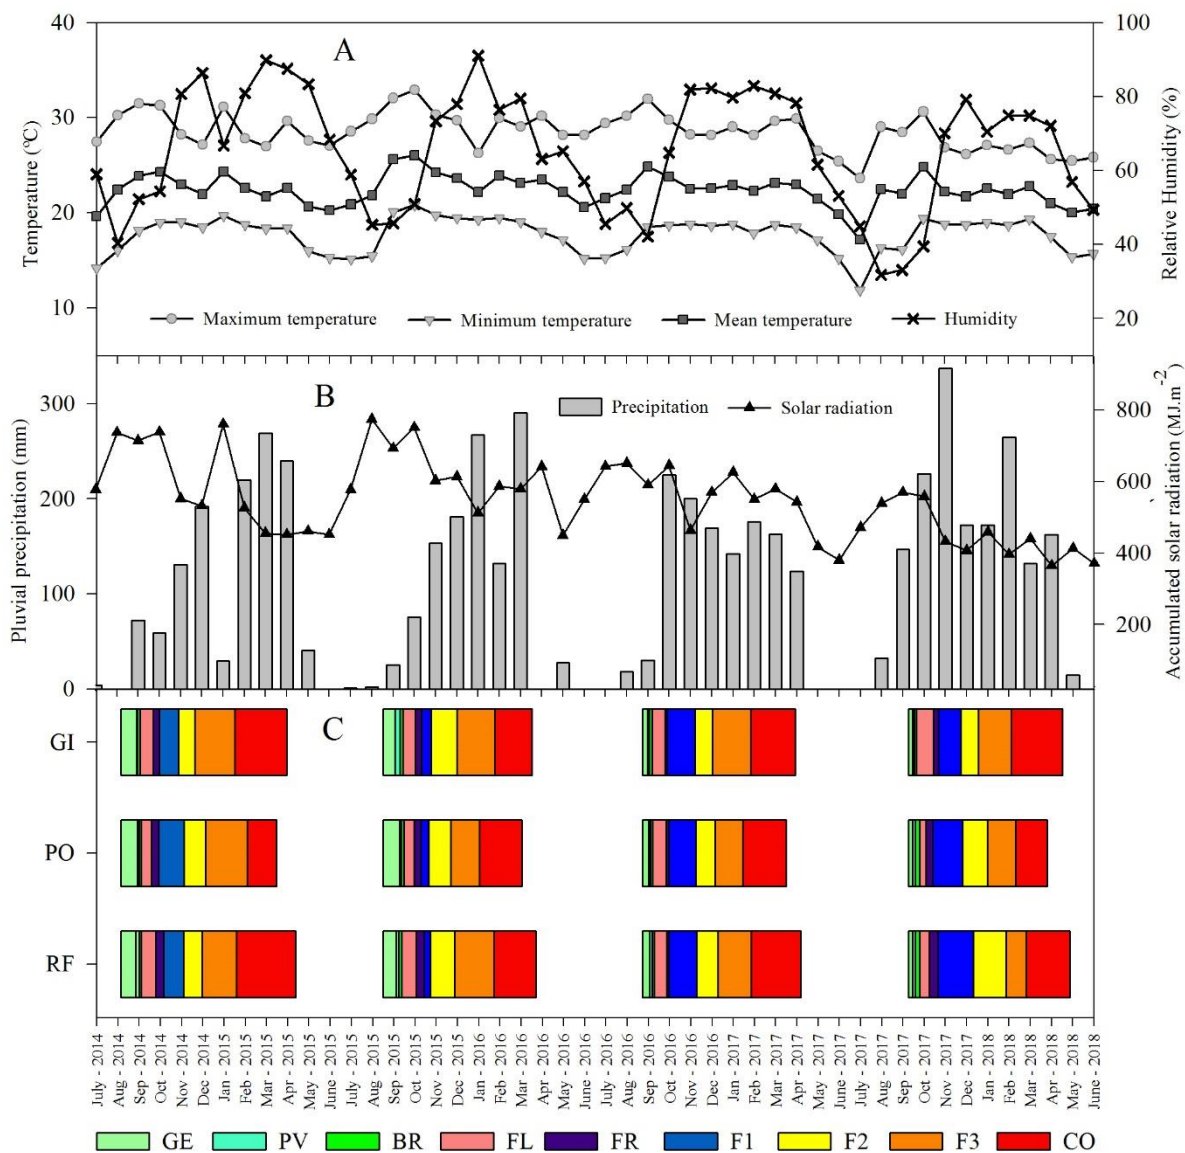 A
Temperature (°C)
40
30
20
10
Relative Humidity (%)
100
80
60
40
20
Maximum temperature
Minimum temperature
Mean temperature
Humidity
B
Pluvial precipitation (mm)
300
200
100
0
Accumulated solar radiation (MJ.m-2)
800
600
400
200
Precipitation
Solar radiation
C
GI
PO
RF
July - 2014
Aug - 2014
Sep - 2014
Oct - 2014
Nov - 2014
Dec - 2014
Jan - 2015
Feb - 2015
Mar - 2015
Apr - 2015
May - 2015
June - 2015
July - 2015
Aug - 2015
Sep - 2015
Oct - 2015
Nov - 2015
Dec - 2015
Jan - 2016
Feb - 2016
Mar - 2016
Apr - 2016
May - 2016
June - 2016
July - 2016
Aug - 2016
Sep - 2016
Oct - 2016
Nov - 2016
Dec - 2016
Jan - 2017
Feb - 2017
Mar - 2017
Apr - 2017
May - 2017
June - 2017
July - 2017
Aug - 2017
Sep - 2017
Oct - 2017
Nov - 2017
Dec - 2017
Jan - 2018
Feb - 2018
Mar - 2018
Apr - 2018
May - 2018
June - 2018
GE
PV
BR
FL
FR
F1
F2
F3
CO